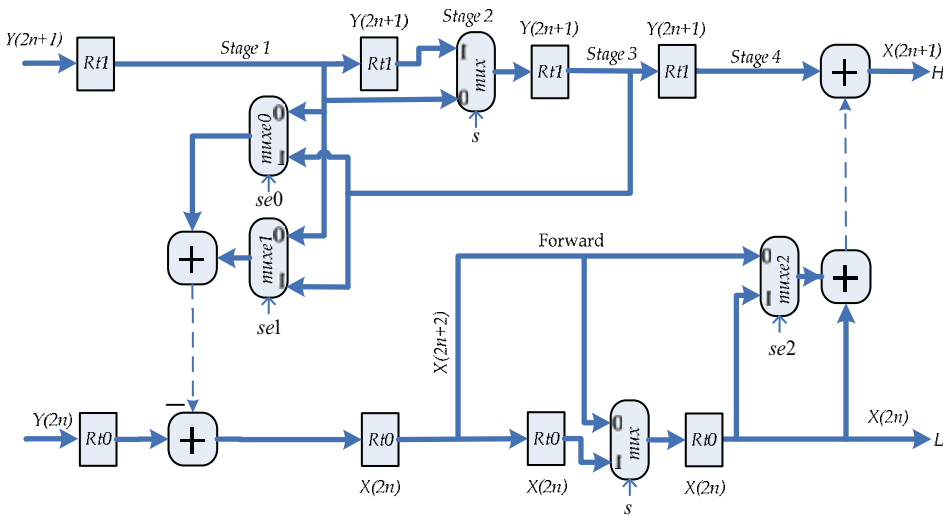 Y(2n+1) Stage 2 Y(2n+1) Y(2n+1)
Y(2n+1) Stage 1 Stage 3 Stage 4 X(2n+1)
Rt1 Rt1 1 mux Rt1 Rt1 + H
0
s
muxe0 0
1
se0
+ muxe1 0
1
se1
Forward
0 muxe2 +
1
se2
X(2n+2)
Y(2n) − X(2n)
Rt0 + Rt0 Rt0 0 mux Rt0
1
X(2n) X(2n) s X(2n)